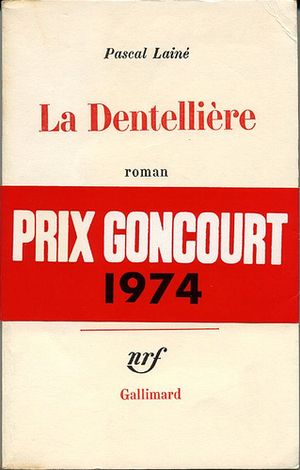 Pascal Lainé
La Dentellière
roman
PRIX GONCOURT
1974
nrf
Gallimard